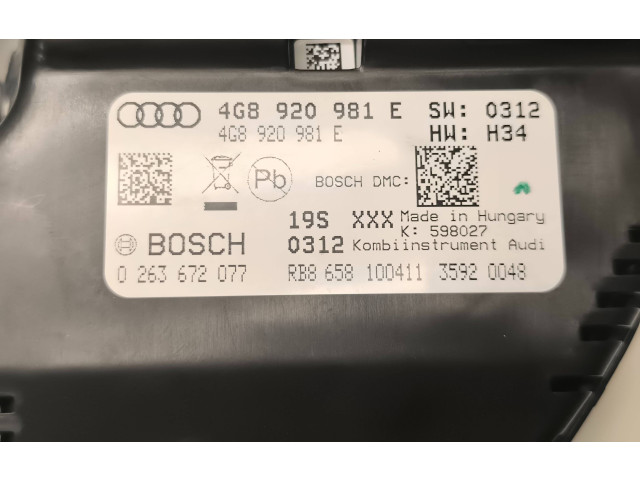 4G8 920 981 E SW: 0312
4G8 920 981 E HW: H34
Pb BOSCH DMC:
19S XXX Made in Hungary
K: 598027
BOSCH 0312 Kombiinstrument Audi
0 263 672 077 RB8 658 100411 3592 0048